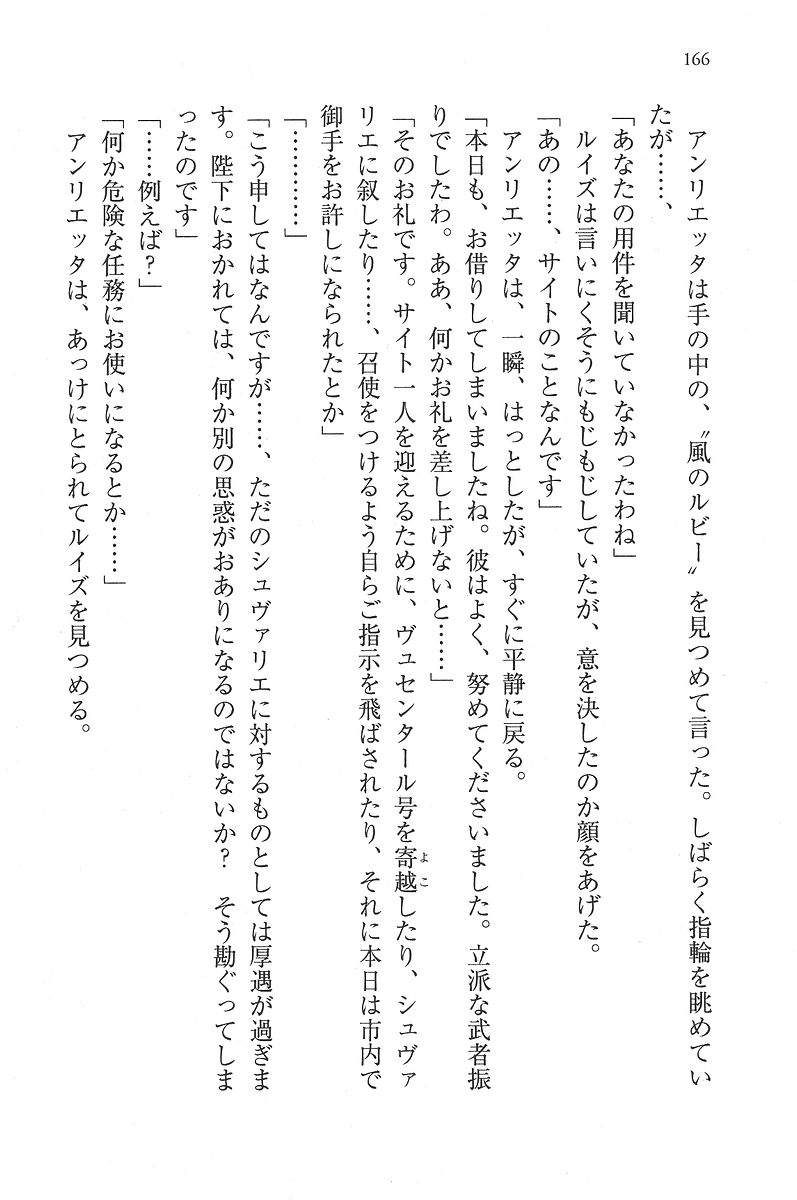 166
アンリエッタは手の中の、〝風のルビー〟を見つめて言った。しばらく指輪を眺めてい
たが……、
「あなたの用件を聞いていなかったわね」
ルイズは言いにくそうにもじもじしていたが、意を決したのか顔をあげた。
「あの……、サイトのことなんです」
アンリエッタは、一瞬、はっとしたが、すぐに平静に戻る。
「本日も、お借りしてしまいましたね。彼はよく、努めてくださいました。立派な武者振
りでしたわ。ああ、何かお礼を差し上げないと……」
「そのお礼です。サイト一人を迎えるために、ヴュセンタール号を寄越したり、シュヴァ
リエに叙したり……、召使をつけるよう自らご指示を飛ばされたり、それに本日は市内で
御手をお許しになられたとか」
「…………」
「こう申してはなんですが……、ただのシュヴァリエに対するものとしては厚遇が過ぎま
す。陛下におかれては、何か別の思惑がおありになるのではないか？　そう勘ぐってしま
ったのです」
「……例えば？」
「何か危険な任務にお使いになるとか……」
アンリエッタは、あっけにとられてルイズを見つめる。